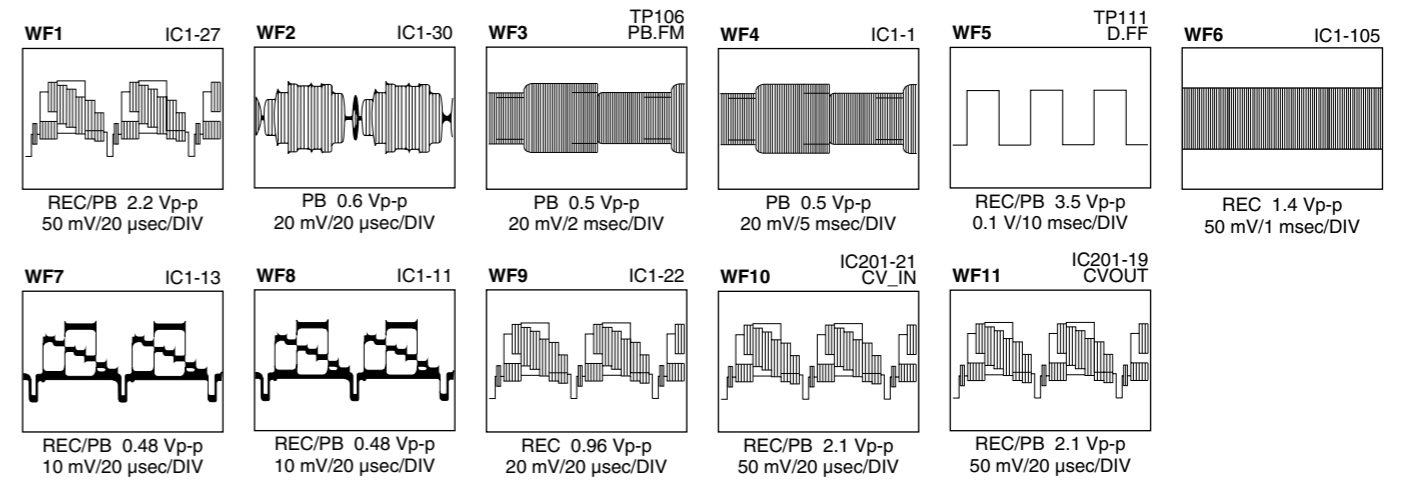 WF1 IC1-27
REC/PB 2.2 Vp-p
50 mV/20 μsec/DIV
WF2 IC1-30
PB 0.6 Vp-p
20 mV/20 μsec/DIV
TP106
WF3 PB.FM
PB 0.5 Vp-p
20 mV/2 msec/DIV
WF4 IC1-1
PB 0.5 Vp-p
20 mV/5 msec/DIV
TP111
WF5 D.FF
REC/PB 3.5 Vp-p
0.1 V/10 msec/DIV
WF6 IC1-105
REC 1.4 Vp-p
50 mV/1 msec/DIV
WF7 IC1-13
REC/PB 0.48 Vp-p
10 mV/20 μsec/DIV
WF8 IC1-11
REC/PB 0.48 Vp-p
10 mV/20 μsec/DIV
WF9 IC1-22
REC 0.96 Vp-p
20 mV/20 μsec/DIV
IC201-21
WF10 CV_IN
REC/PB 2.1 Vp-p
50 mV/20 μsec/DIV
IC201-19
WF11 CVOUT
REC/PB 2.1 Vp-p
50 mV/20 μsec/DIV